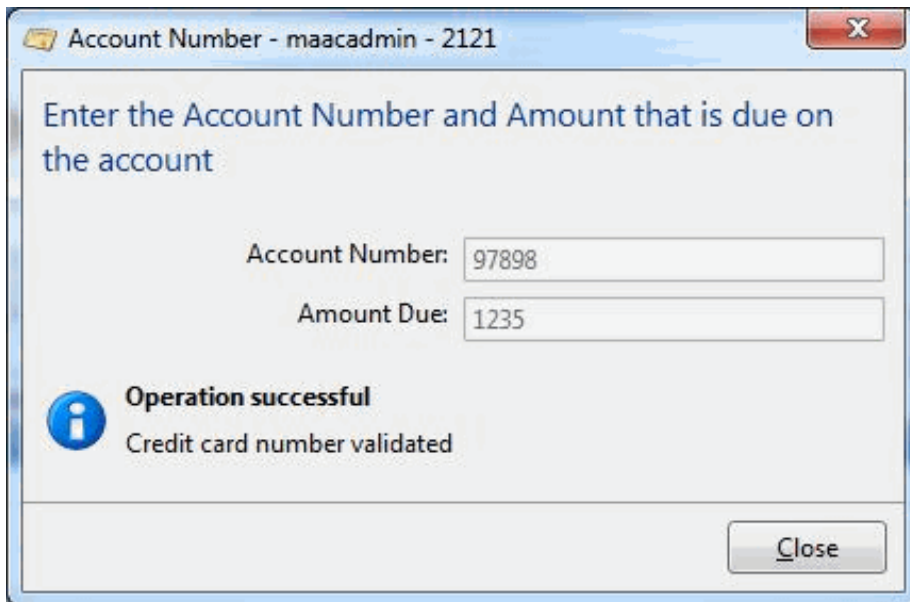 Account Number - maacadmin - 2121
Enter the Account Number and Amount that is due on
the account
Account Number: 97898
Amount Due: 1235
Operation successful
Credit card number validated
Close